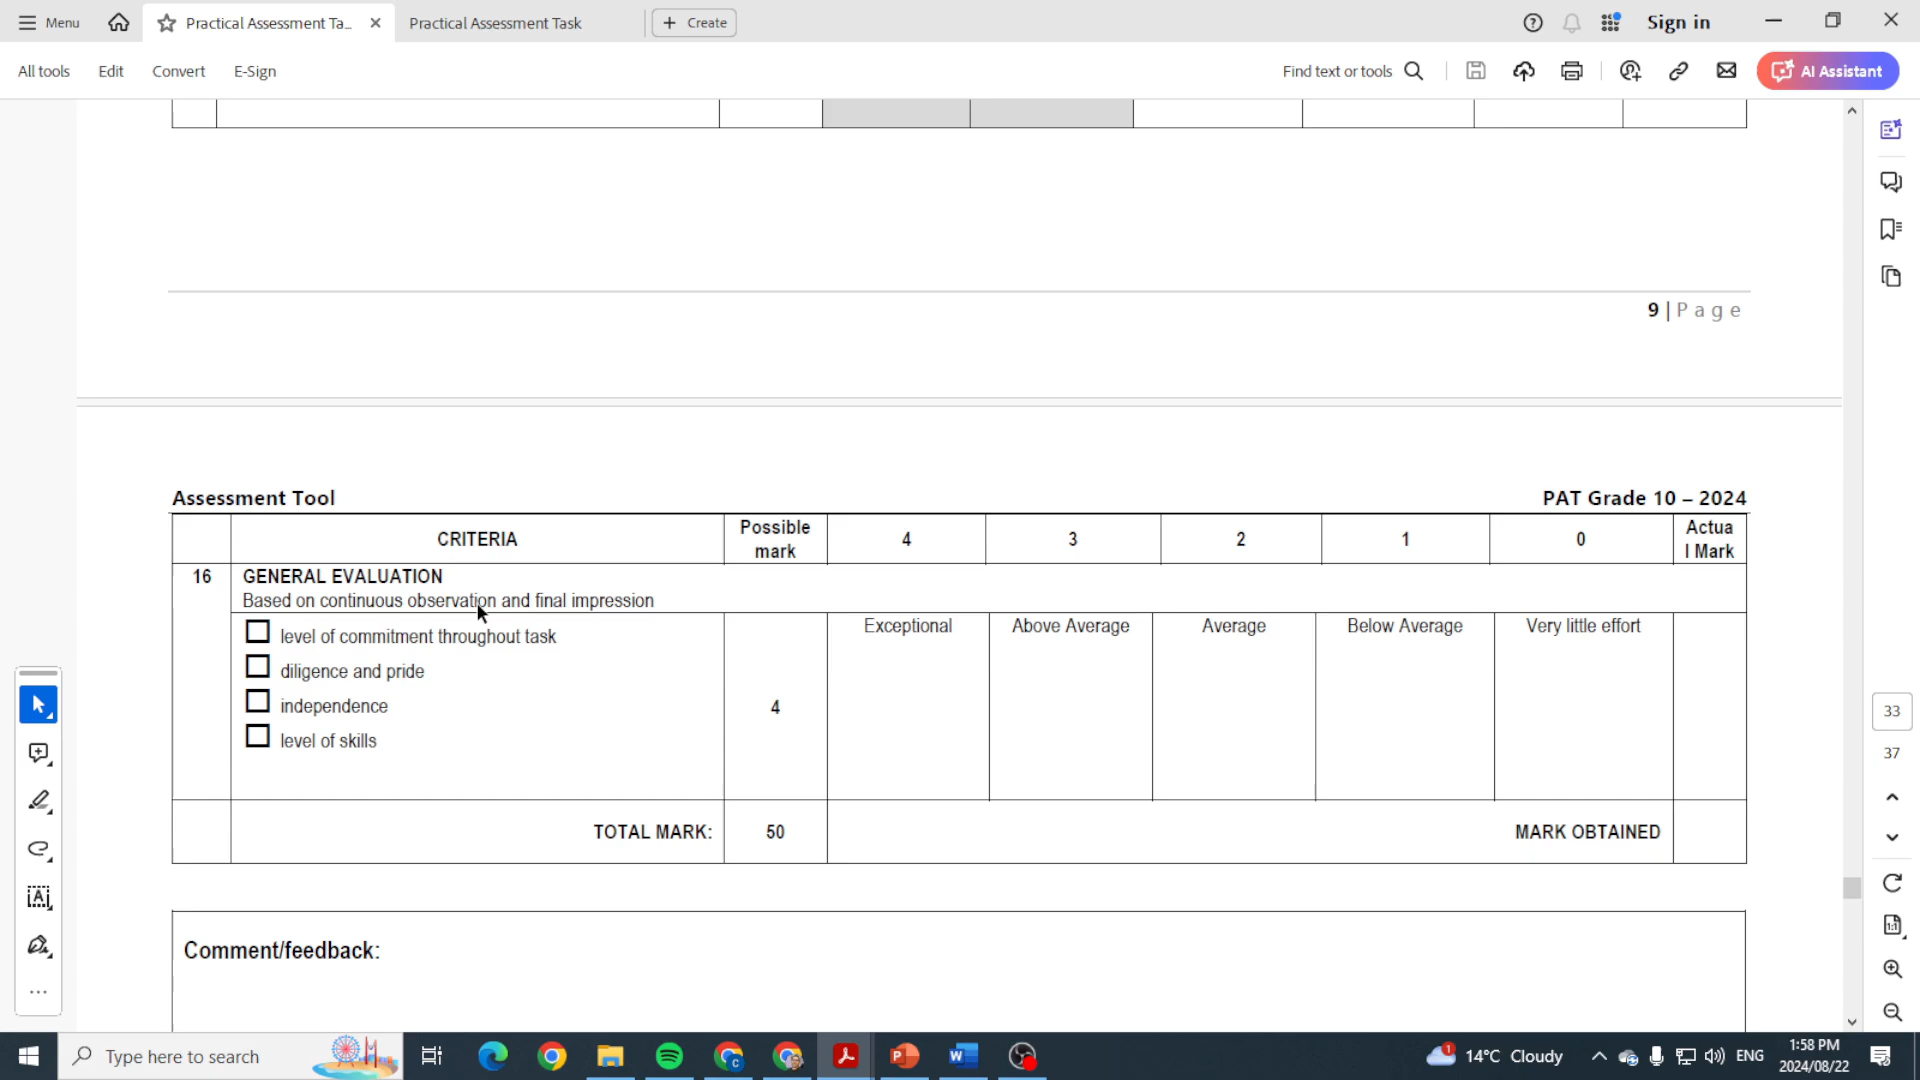 Menu
Practical Assessment Ta...
Practical Assessment Task
Create
Sign in
All tools
Edit
Convert
E-Sign
Find text or tools
AI Assistant
9 | P a g e
Assessment Tool
PAT Grade 10 – 2024
CRITERIA
Possible
mark
4
3
2
1
0
Actua
l Mark
16
GENERAL EVALUATION
Based on continuous observation and final impression
level of commitment throughout task
diligence and pride
independence
level of skills
4
Exceptional
Above Average
Average
Below Average
Very little effort
TOTAL MARK:
50
MARK OBTAINED
Comment/feedback:
33
37
Type here to search
1
14°C Cloudy
ENG
1:58 PM
2024/08/22